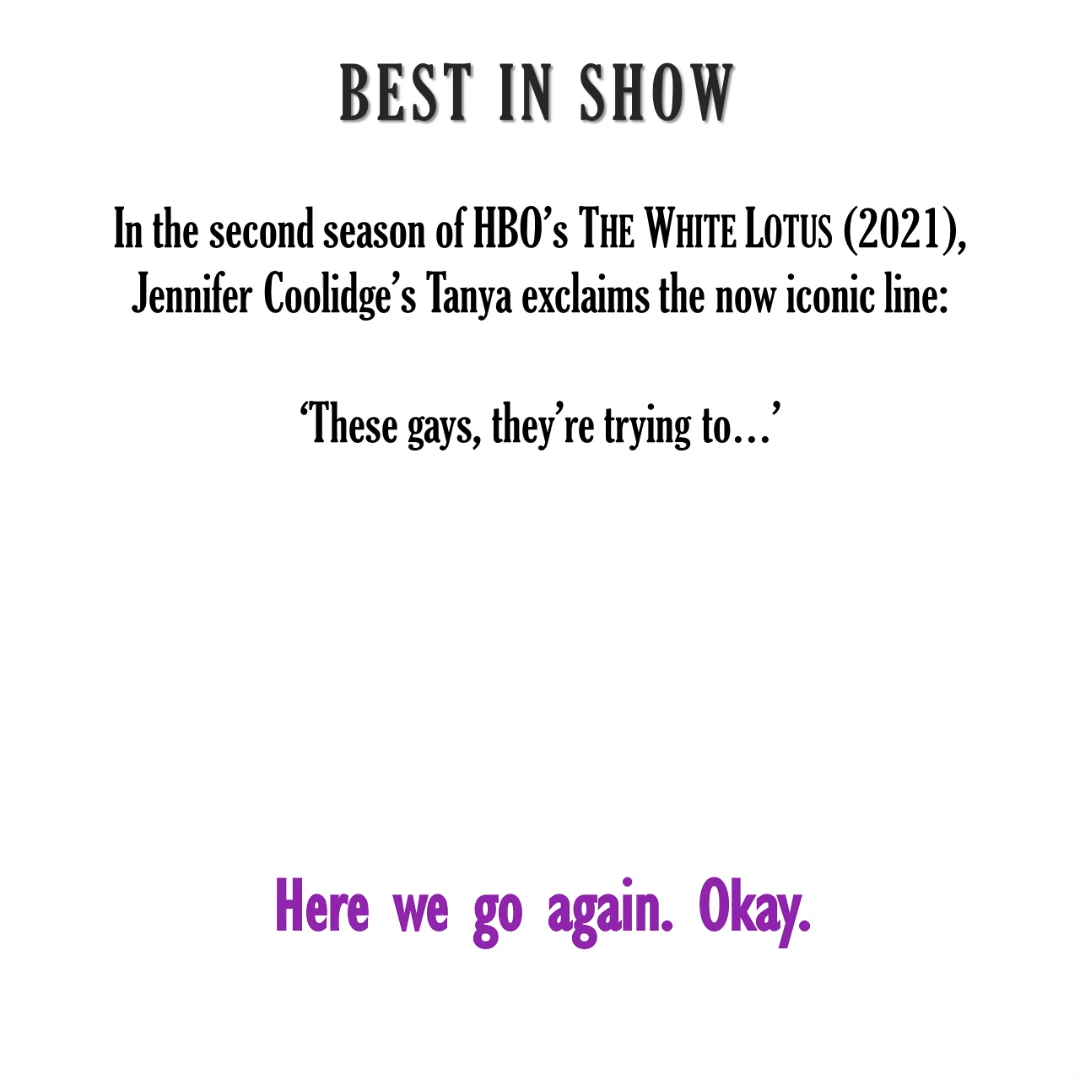 BEST IN SHOW
In the second season of HBO’s THE WHITE LOTUS (2021),
Jennifer Coolidge’s Tanya exclaims the now iconic line:
‘These gays, they’re trying to…’
Here we go again. Okay.